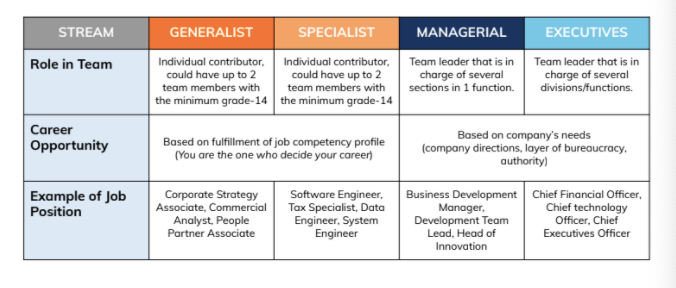 STREAM
GENERALIST
SPECIALIST
MANAGERIAL
EXECUTIVES
Role in Team
Individual contributor,
could have up to 2
team members with
the minimum grade-14
Individual contributor,
could have up to 2
team members with
the minimum grade-14
Team leader that is in
charge of several
sections in 1 function.
Team leader that is in
charge of several
divisions/functions.
Career
Opportunity
Based on fulfillment of job competency profile
(You are the one who decide your career)
Based on company's needs
(company directions, layer of bureaucracy,
authority)
Example of Job
Position
Corporate Strategy
Associate, Commercial
Analyst, People
Partner Associate
Software Engineer,
Tax Specialist, Data
Engineer, System
Engineer
Business Development
Manager,
Development Team
Lead, Head of
Innovation
Chief Financial Officer,
Chief technology
Officer, Chief
Executives Officer